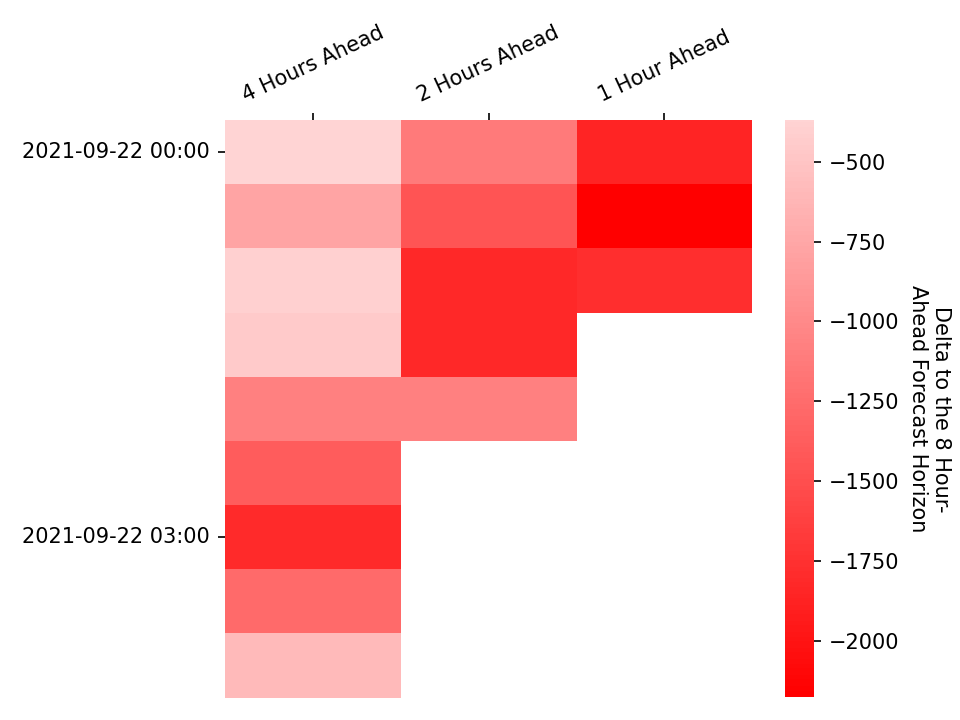 4 Hours Ahead
2 Hours Ahead
1 Hour Ahead
2021-09-22 00:00
2021-09-22 03:00
−500
−750
−1000
−1250
−1500
−1750
−2000
Delta to the 8 Hour-
Ahead Forecast Horizon